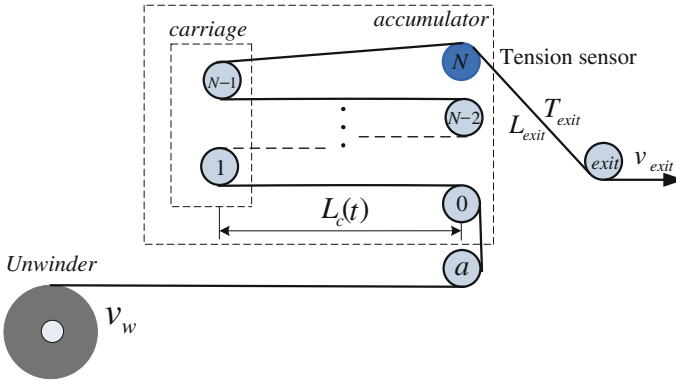 accumulator
carriage
N
Tension sensor
N−1
N−2
T_exit
L_exit
1
exit
v_exit
L_c(t)
0
Unwinder
a
v_w